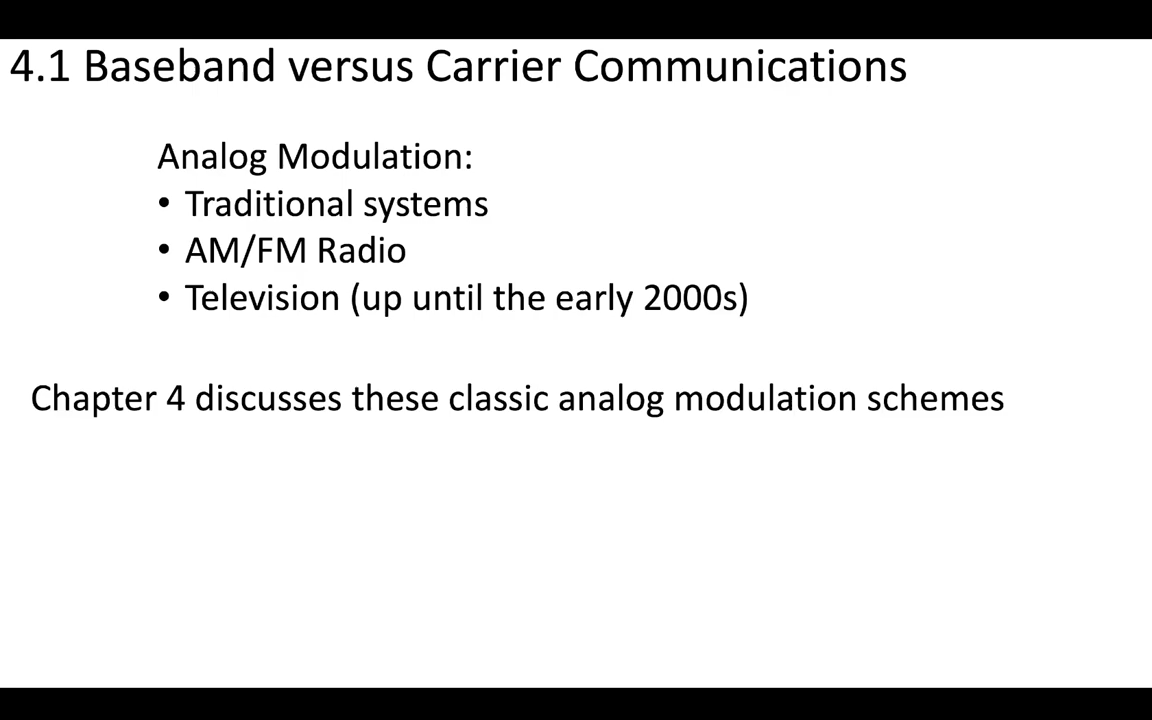 4.1 Baseband versus Carrier Communications
Analog Modulation:
• Traditional systems
• AM/FM Radio
• Television (up until the early 2000s)
Chapter 4 discusses these classic analog modulation schemes